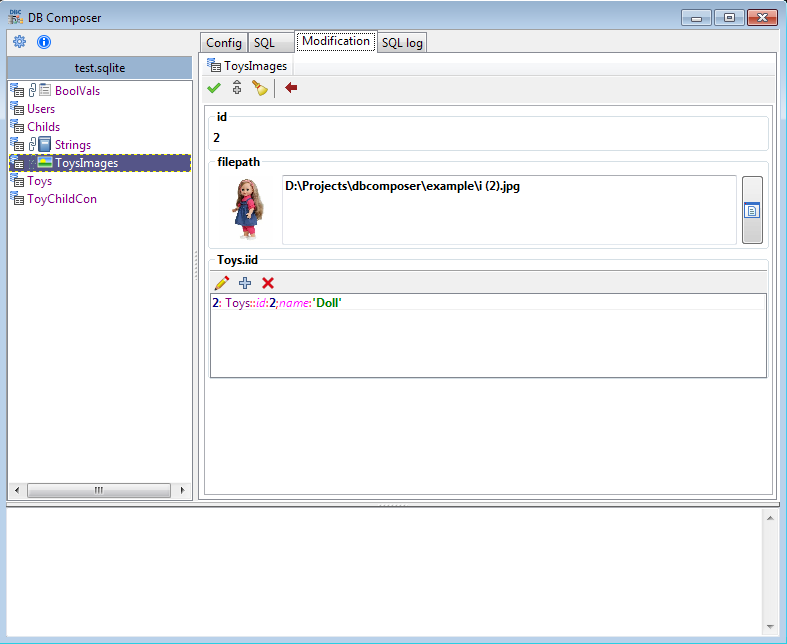 DBC
DB Composer
Config
SQL
Modification
SQL log
test.sqlite
BoolVals
Users
Childs
Strings
ToysImages
Toys
ToyChildCon
ToysImages
id
2
filepath
D:\Projects\dbcomposer\example\i (2).jpg
Toys.iid
2: Toys::id:2;name:'Doll'